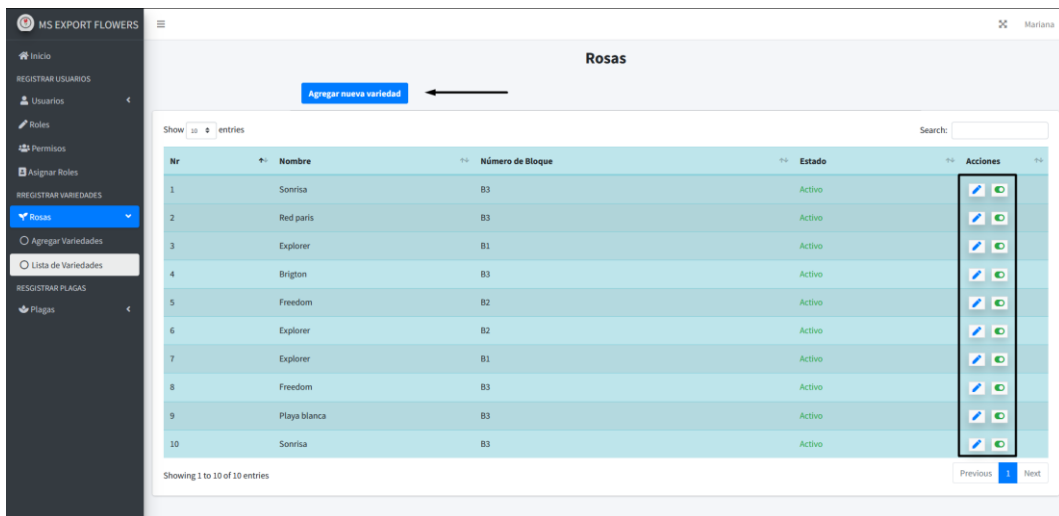 MS EXPORT FLOWERS
Mariana
Inicio
REGISTRAR USUARIOS
Usuarios
Roles
Permisos
Asignar Roles
RREGISTRAR VARIEDADES
Rosas
Agregar Variedades
Lista de Variedades
RESGISTRAR PLAGAS
Plagas
Rosas
Agregar nueva variedad
Show 10 entries Search:
Nr Nombre Número de Bloque Estado Acciones
1 Sonrisa B3 Activo
2 Red paris B3 Activo
3 Explorer B1 Activo
4 Brigton B3 Activo
5 Freedom B2 Activo
6 Explorer B2 Activo
7 Explorer B1 Activo
8 Freedom B3 Activo
9 Playa blanca B3 Activo
10 Sonrisa B3 Activo
Showing 1 to 10 of 10 entries Previous 1 Next